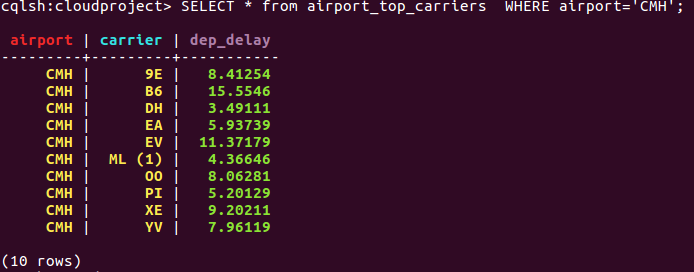 cqlsh:cloudproject> SELECT * from airport_top_carriers  WHERE airport='CMH';
 airport | carrier | dep_delay
---------+---------+-----------
     CMH |      9E |   8.41254
     CMH |      B6 |   15.5546
     CMH |      DH |   3.49111
     CMH |      EA |   5.93739
     CMH |      EV |  11.37179
     CMH |  ML (1) |   4.36646
     CMH |      OO |   8.06281
     CMH |      PI |   5.20129
     CMH |      XE |   9.20211
     CMH |      YV |   7.96119
(10 rows)